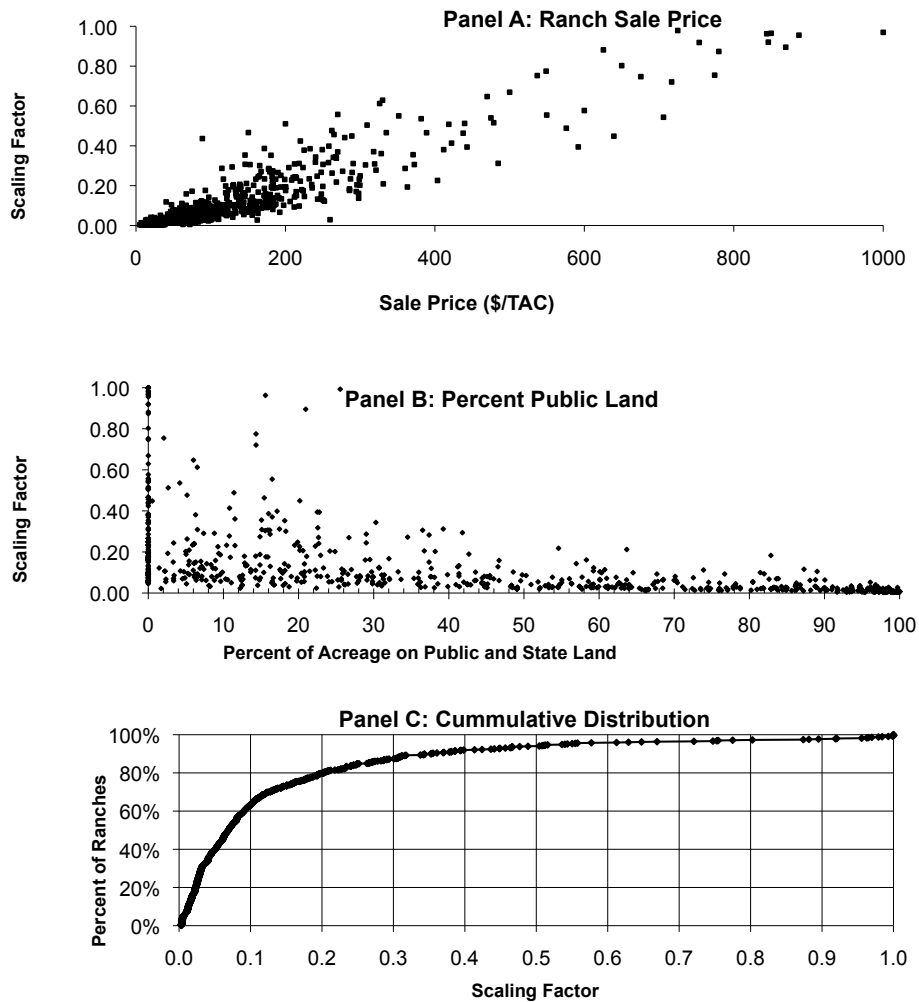 Panel A: Ranch Sale Price
1.00
0.80
0.60
0.40
0.20
0.00
Scaling Factor
0 200 400 600 800 1000
Sale Price ($/TAC)
Panel B: Percent Public Land
1.00
0.80
0.60
0.40
0.20
0.00
Scaling Factor
0 10 20 30 40 50 60 70 80 90 100
Percent of Acreage on Public and State Land
Panel C: Cummulative Distribution
100%
80%
60%
40%
20%
0%
Percent of Ranches
0.0 0.1 0.2 0.3 0.4 0.5 0.6 0.7 0.8 0.9 1.0
Scaling Factor